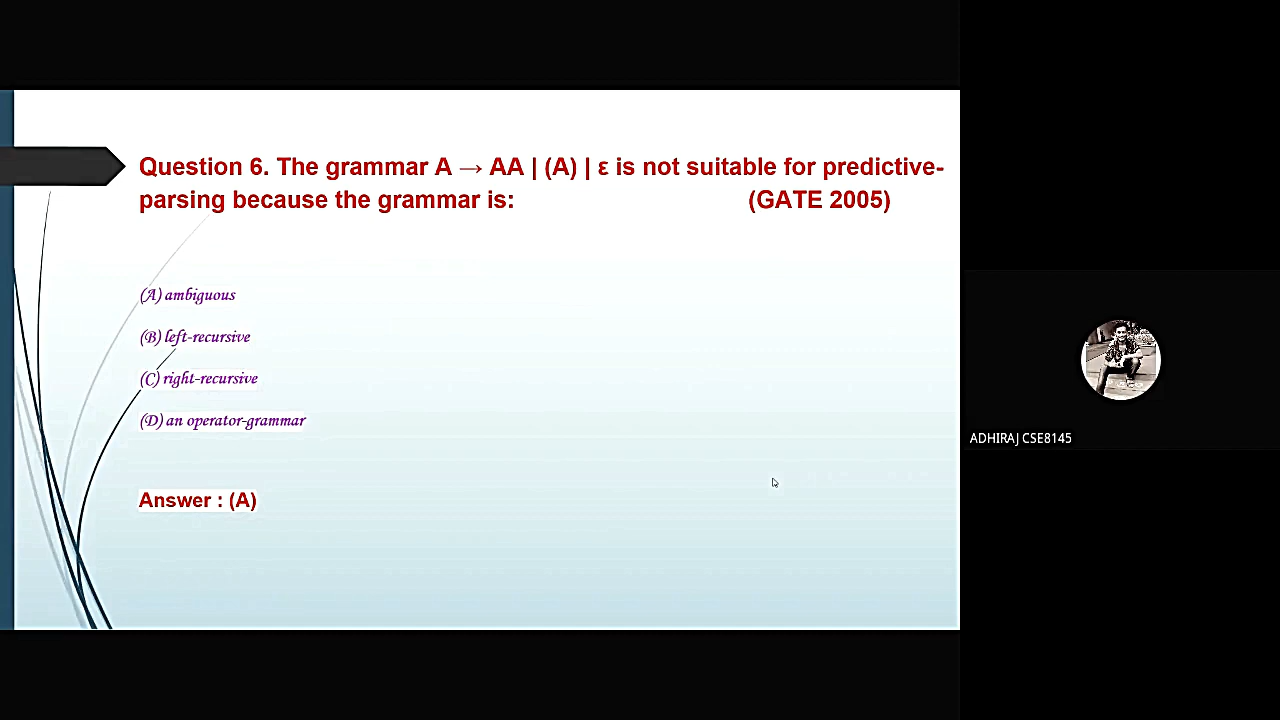 Question 6. The grammar A → AA | (A) | ε is not suitable for predictive-
parsing because the grammar is: (GATE 2005)
(A) ambiguous
(B) left-recursive
(C) right-recursive
(D) an operator-grammar
Answer : (A)
ADHIRAJ CSE8145